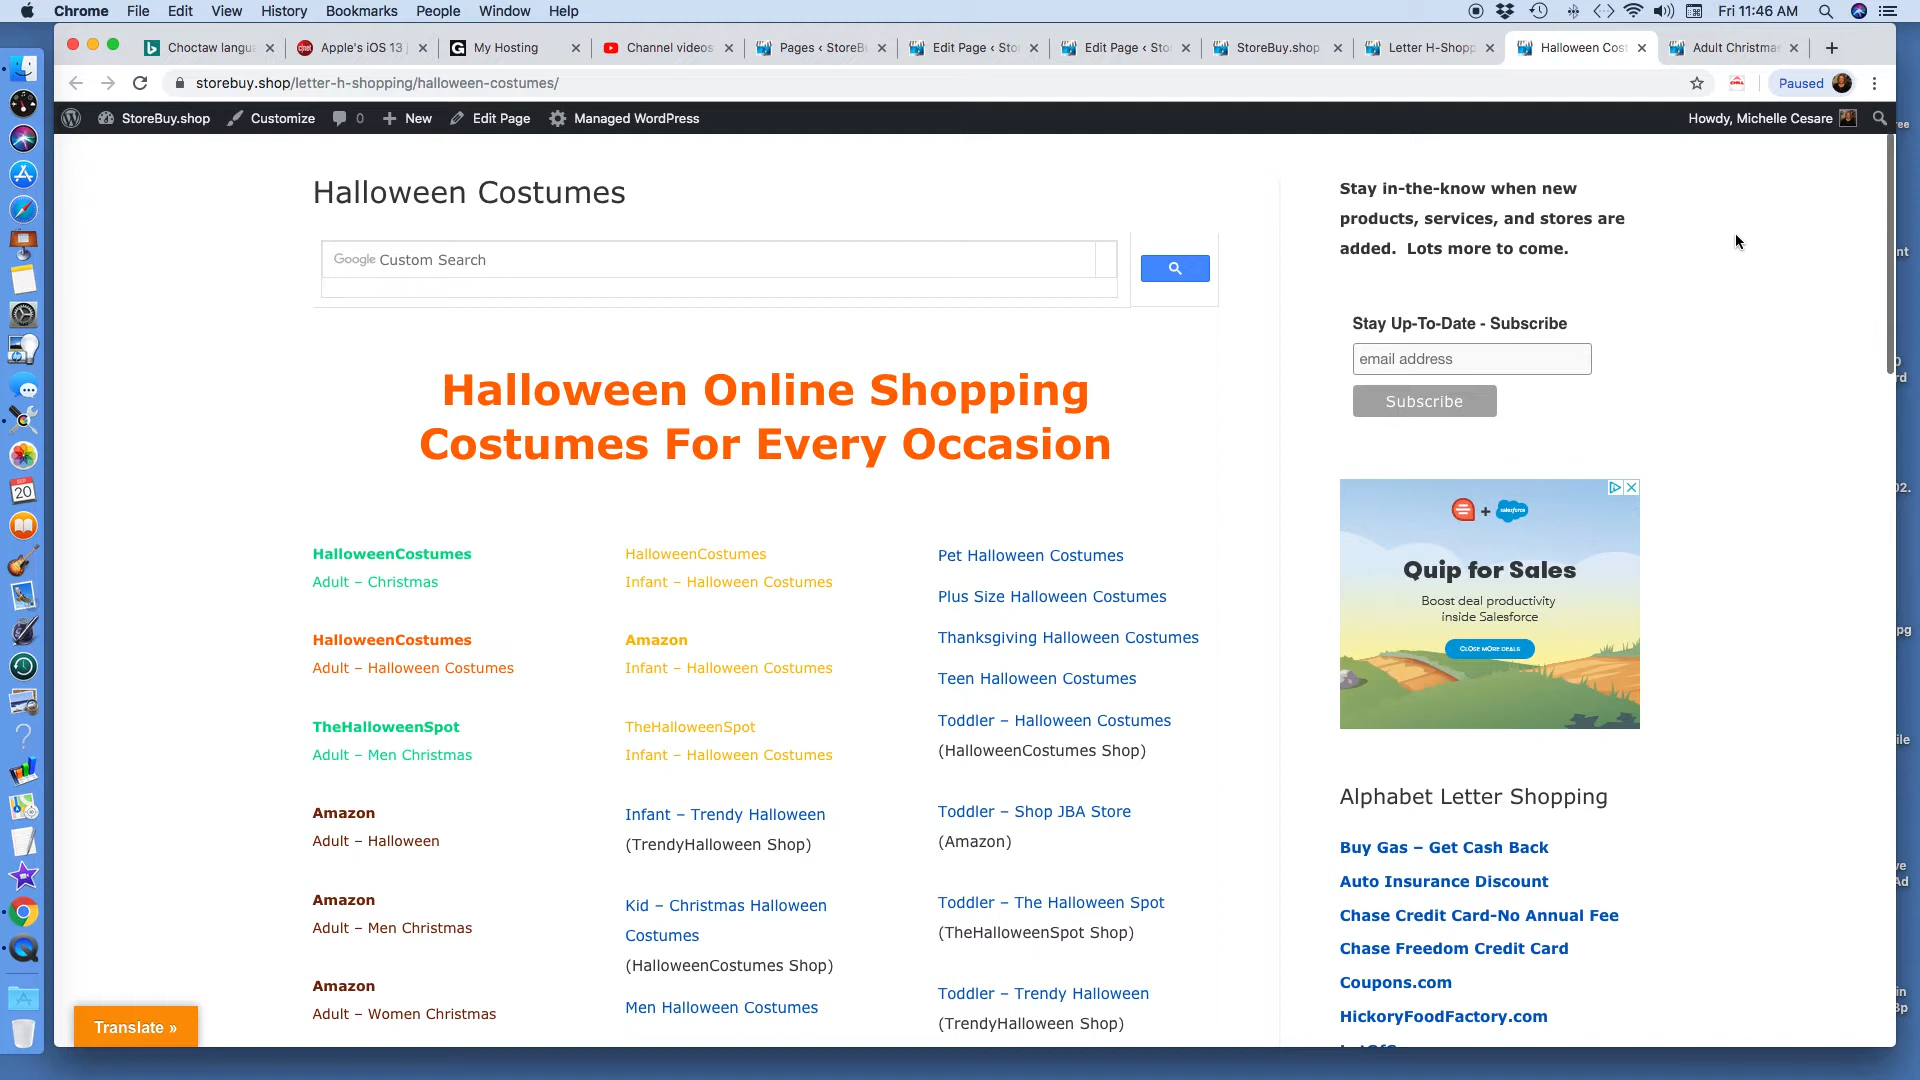 Chrome File Edit View History Bookmarks People Window Help
Fri 11:46 AM
Choctaw langu
Apple's iOS 13 j
My Hosting
Channel videos
Pages ‹ StoreB
Edit Page ‹ Sto
Edit Page ‹ Sto
StoreBuy.shop
Letter H-Shopp
Halloween Cost
Adult Christmas
storebuy.shop/letter-h-shopping/halloween-costumes/
Paused
StoreBuy.shop Customize 0 New Edit Page Managed WordPress
Howdy, Michelle Cesare
Halloween Costumes
Google Custom Search
Halloween Online Shopping
Costumes For Every Occasion
HalloweenCostumes
Adult – Christmas
HalloweenCostumes
Adult – Halloween Costumes
TheHalloweenSpot
Adult – Men Christmas
Amazon
Adult – Halloween
Amazon
Adult – Men Christmas
Amazon
Adult – Women Christmas
HalloweenCostumes
Infant – Halloween Costumes
Amazon
Infant – Halloween Costumes
TheHalloweenSpot
Infant – Halloween Costumes
Infant – Trendy Halloween
(TrendyHalloween Shop)
Kid – Christmas Halloween
Costumes
(HalloweenCostumes Shop)
Men Halloween Costumes
Pet Halloween Costumes
Plus Size Halloween Costumes
Thanksgiving Halloween Costumes
Teen Halloween Costumes
Toddler – Halloween Costumes
(HalloweenCostumes Shop)
Toddler – Shop JBA Store
(Amazon)
Toddler – The Halloween Spot
(TheHalloweenSpot Shop)
Toddler – Trendy Halloween
(TrendyHalloween Shop)
Stay in-the-know when new
products, services, and stores are
added. Lots more to come.
Stay Up-To-Date - Subscribe
email address
Subscribe
salesforce
Quip for Sales
Boost deal productivity
inside Salesforce
CLOSE MORE DEALS
Alphabet Letter Shopping
Buy Gas – Get Cash Back
Auto Insurance Discount
Chase Credit Card-No Annual Fee
Chase Freedom Credit Card
Coupons.com
HickoryFoodFactory.com
Translate »
SEP
20